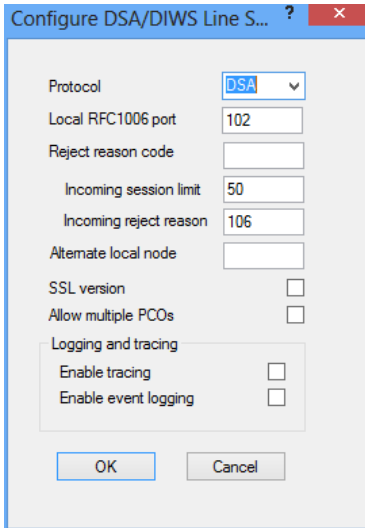 Configure DSA/DIWS Line S... ? ×
Protocol DSA
Local RFC1006 port 102
Reject reason code
Incoming session limit 50
Incoming reject reason 106
Alternate local node
SSL version
Allow multiple PCOs
Logging and tracing
Enable tracing
Enable event logging
OK Cancel